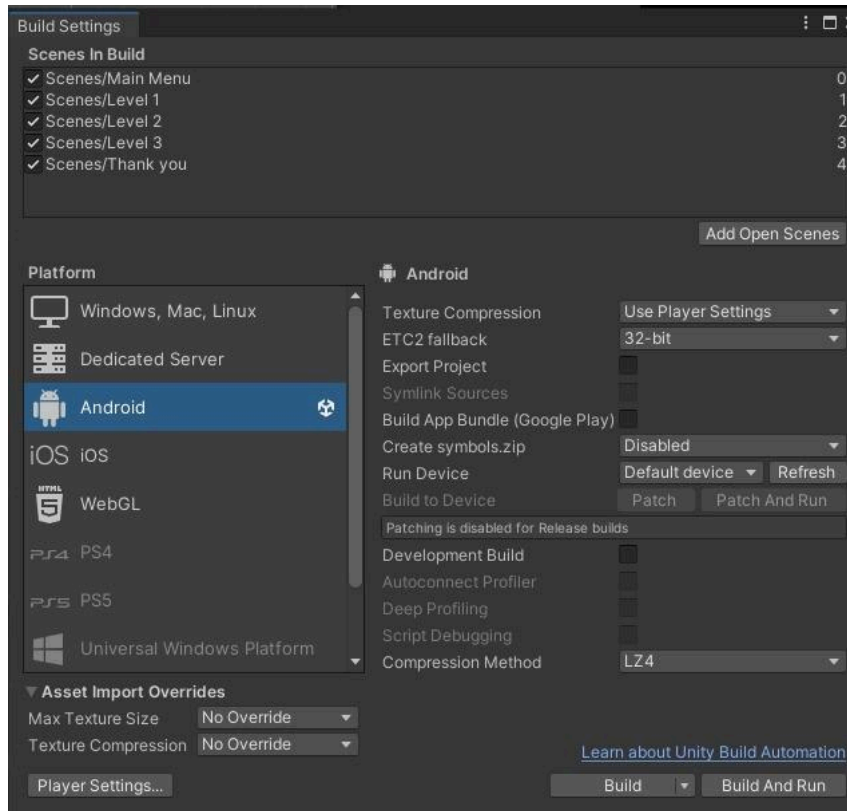 Build Settings
Scenes In Build
Scenes/Main Menu 0
Scenes/Level 1 1
Scenes/Level 2 2
Scenes/Level 3 3
Scenes/Thank you 4
Add Open Scenes
Platform
Windows, Mac, Linux
Dedicated Server
Android
iOS iOS
HTML 5 WebGL
PS4 PS4
PS5 PS5
Universal Windows Platform
Android
Texture Compression Use Player Settings
ETC2 fallback 32-bit
Export Project
Symlink Sources
Build App Bundle (Google Play)
Create symbols.zip Disabled
Run Device Default device Refresh
Build to Device Patch Patch And Run
Patching is disabled for Release builds
Development Build
Autoconnect Profiler
Deep Profiling
Script Debugging
Compression Method LZ4
Asset Import Overrides
Max Texture Size No Override
Texture Compression No Override
Learn about Unity Build Automation
Player Settings... Build Build And Run